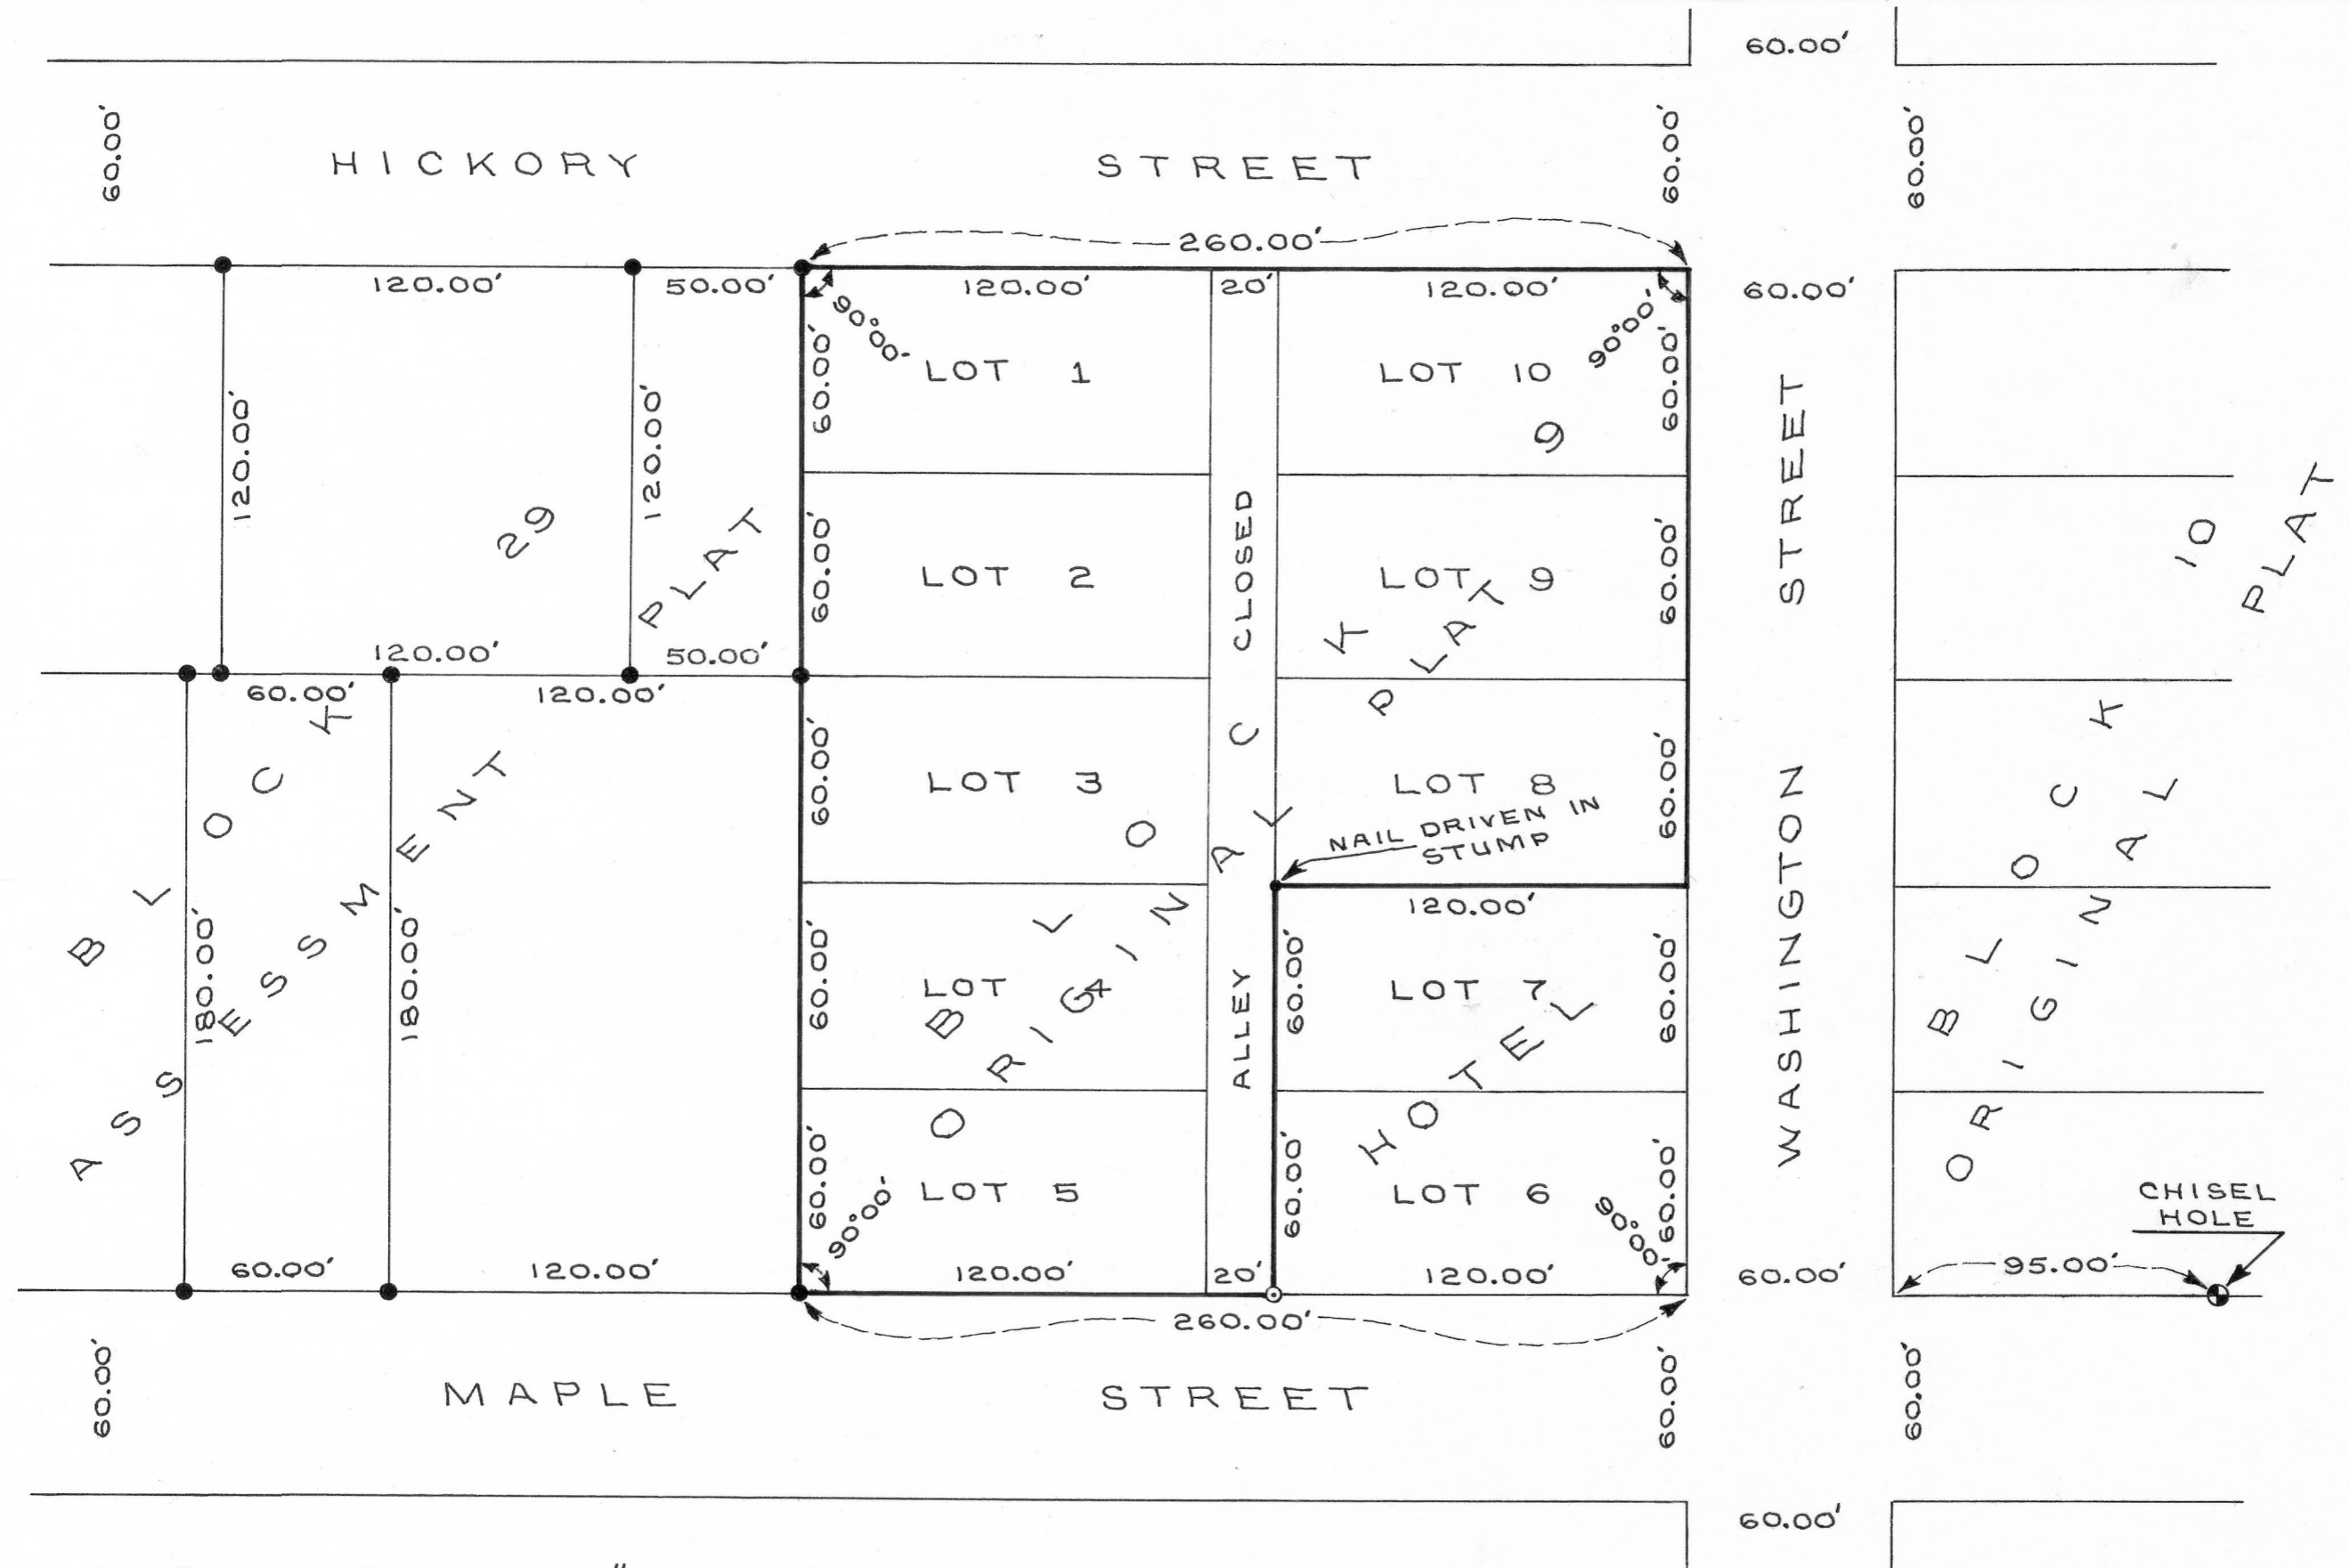 60.00'
60.00'
HICKORY STREET
60.00'
60.00'
260.00'
120.00'
50.00'
120.00'
20'
120.00'
60.00'
90°00'
90°00'
60.00'
LOT 1
60.00'
LOT 10
120.00'
120.00'
BLOCK 29
ASSESSMENT PLAT
60.00'
LOT 2
60.00'
LOT 9
120.00'
50.00'
60.00'
120.00'
60.00'
LOT 3
60.00'
LOT 8
NAIL DRIVEN IN
STUMP
BLOCK 9
ORIGINAL PLAT
ALLEY CLOSED
HOTEL
120.00'
180.00'
180.00'
60.00'
LOT 4
60.00'
LOT 7
60.00'
60.00'
LOT 5
60.00'
LOT 6
60.00'
90°00'
90°00'
60.00'
120.00'
120.00'
20'
120.00'
60.00'
260.00'
WASHINGTON STREET
BLOCK 10
ORIGINAL PLAT
CHISEL
HOLE
95.00'
60.00'
MAPLE STREET
60.00'
60.00'
60.00'